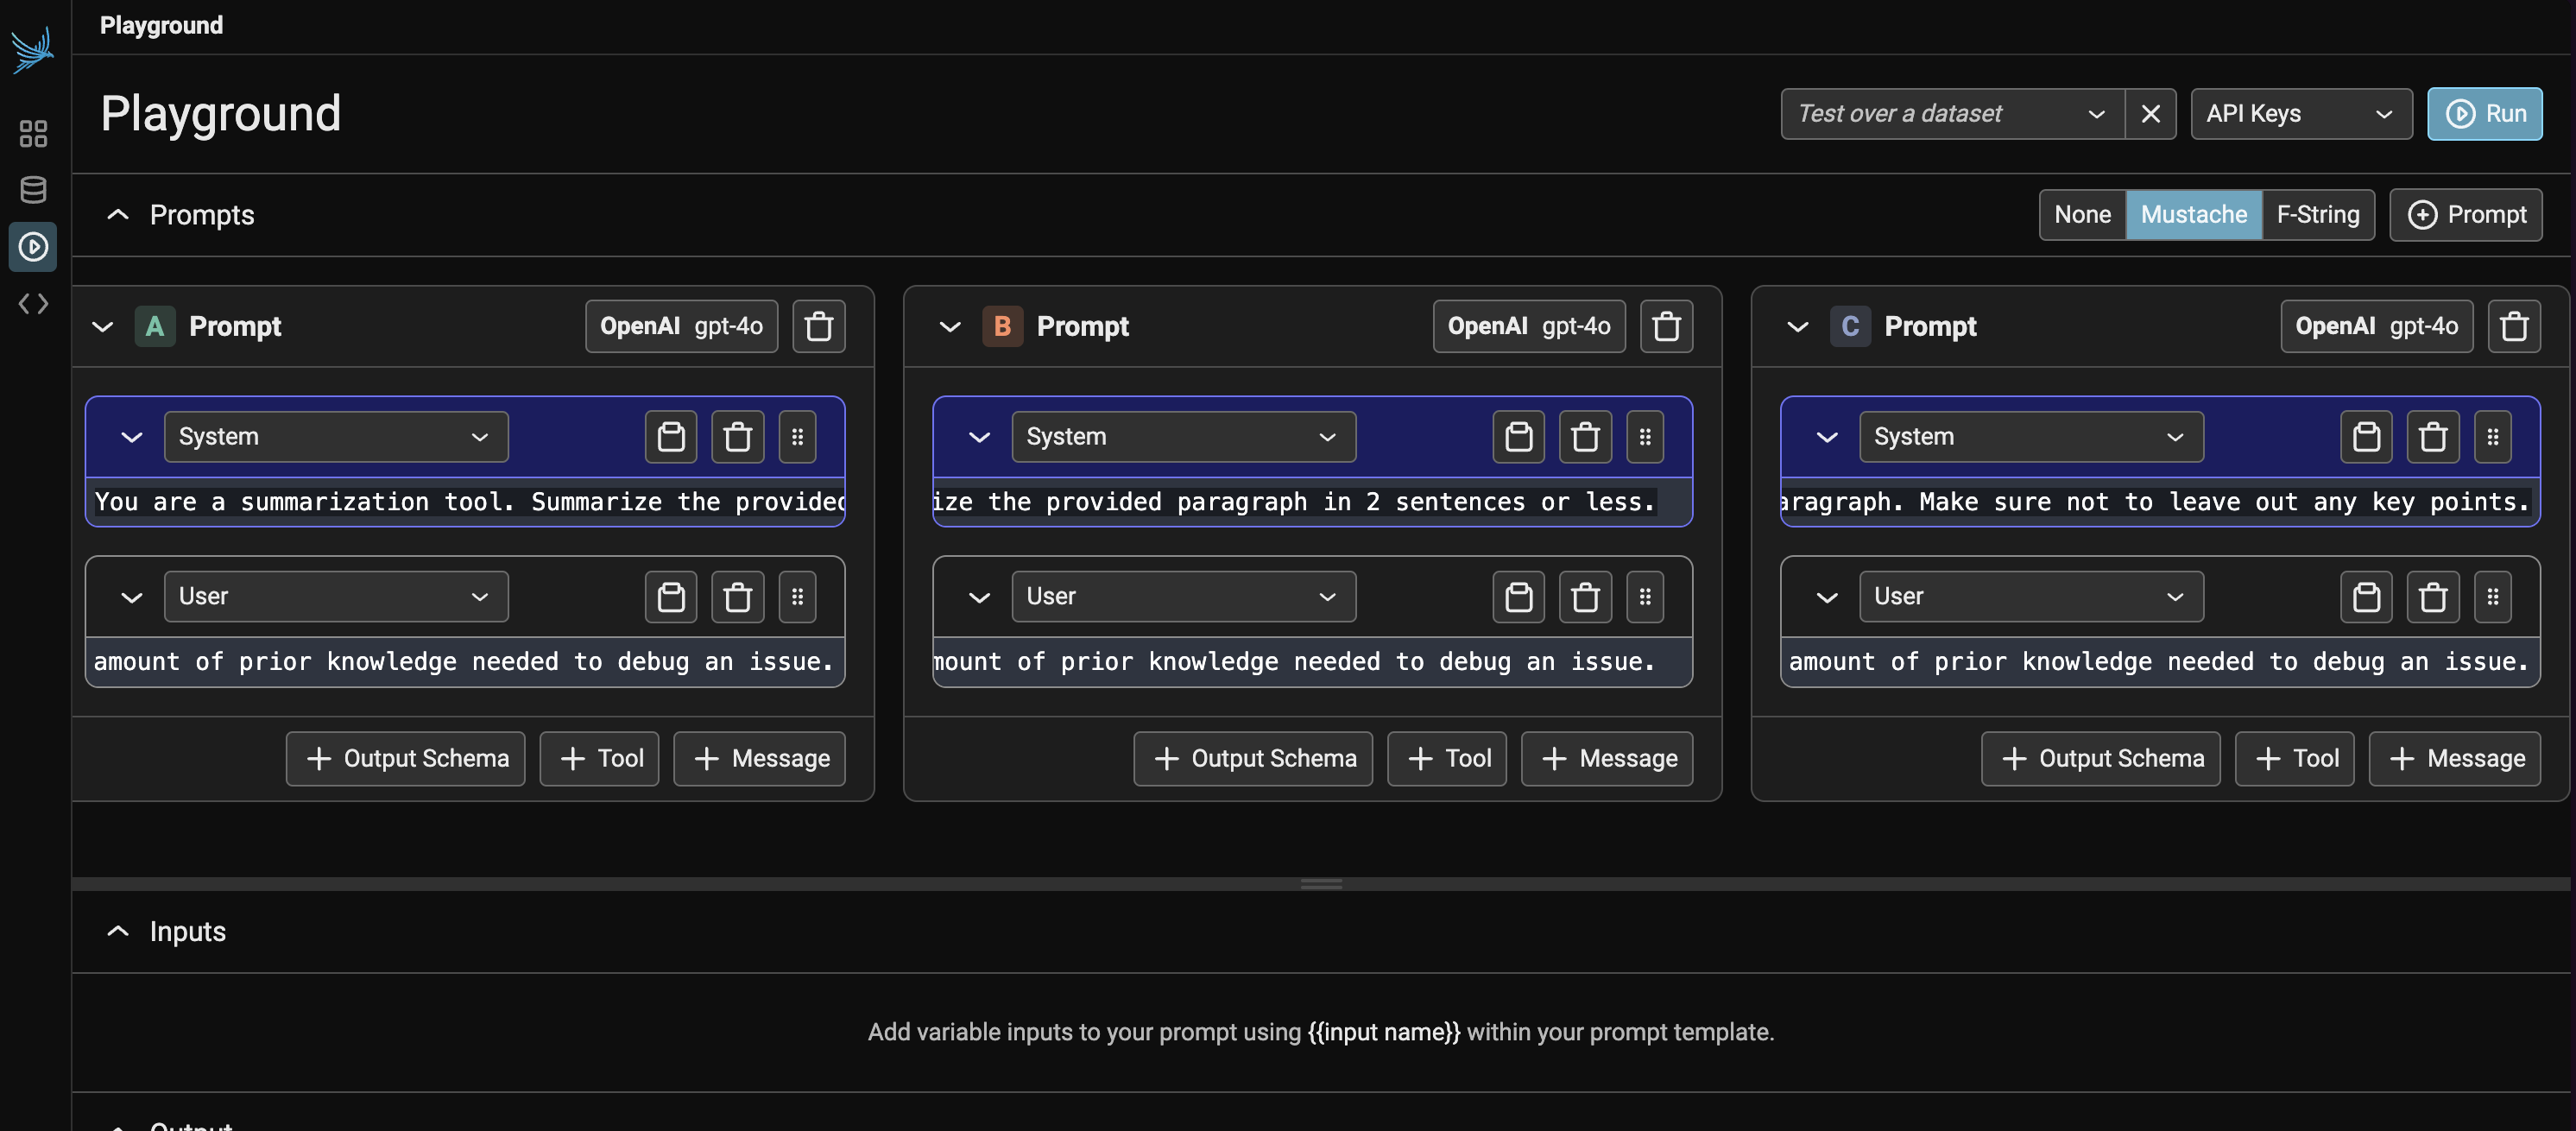 Playground
Playground
Test over a dataset
API Keys
Run
Prompts
None Mustache F-String
Prompt
A Prompt
OpenAI gpt-4o
B Prompt
OpenAI gpt-4o
C Prompt
OpenAI gpt-4o
System
System
System
You are a summarization tool. Summarize the provided
ize the provided paragraph in 2 sentences or less.
aragraph. Make sure not to leave out any key points.
User
User
User
amount of prior knowledge needed to debug an issue.
mount of prior knowledge needed to debug an issue.
amount of prior knowledge needed to debug an issue.
Output Schema Tool Message
Output Schema Tool Message
Output Schema Tool Message
Inputs
Add variable inputs to your prompt using {{input name}} within your prompt template.
Output